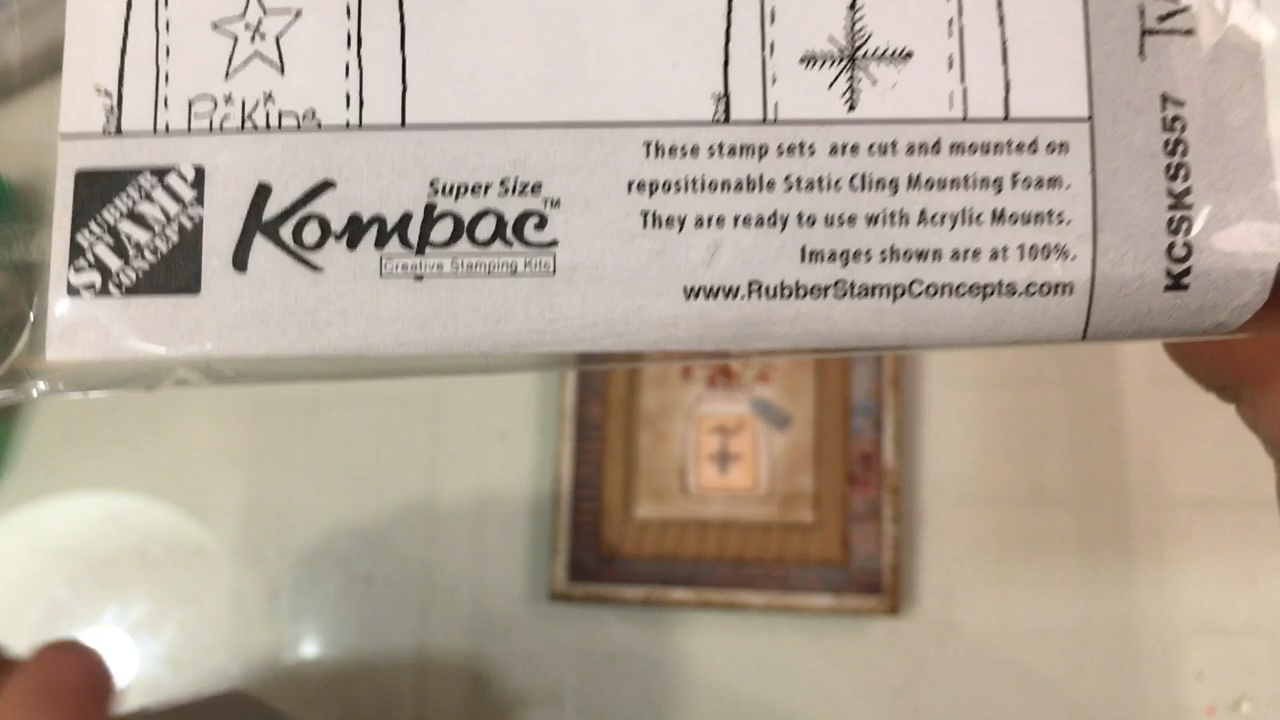 Picking
RUBBER
STAMP
CONCEPTS
Super Size
Kompac™
Creative Stamping Kits
These stamp sets are cut and mounted on
repositionable Static Cling Mounting Foam.
They are ready to use with Acrylic Mounts.
Images shown are at 100%.
www.RubberStampConcepts.com
KCSKSS57